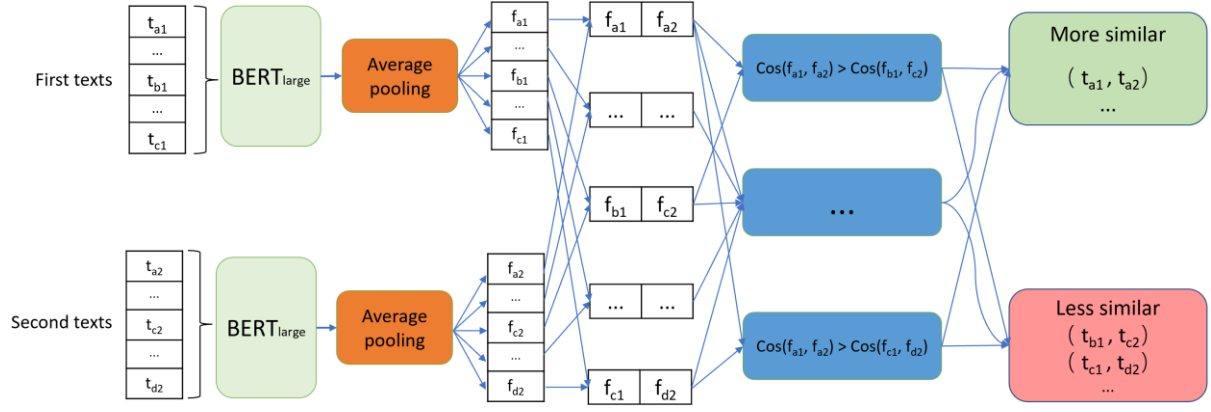 First texts
t_a1
...
t_b1
...
t_c1
BERT_large
Average
pooling
f_a1
...
f_b1
...
f_c1
Second texts
t_a2
...
t_c2
...
t_d2
BERT_large
Average
pooling
f_a2
...
f_c2
...
f_d2
f_a1 f_a2
... ...
f_b1 f_c2
... ...
f_c1 f_d2
Cos(f_a1, f_a2) > Cos(f_b1, f_c2)
...
Cos(f_a1, f_a2) > Cos(f_c1, f_d2)
More similar
( t_a1 , t_a2 )
...
Less similar
( t_b1 , t_c2 )
( t_c1 , t_d2 )
...